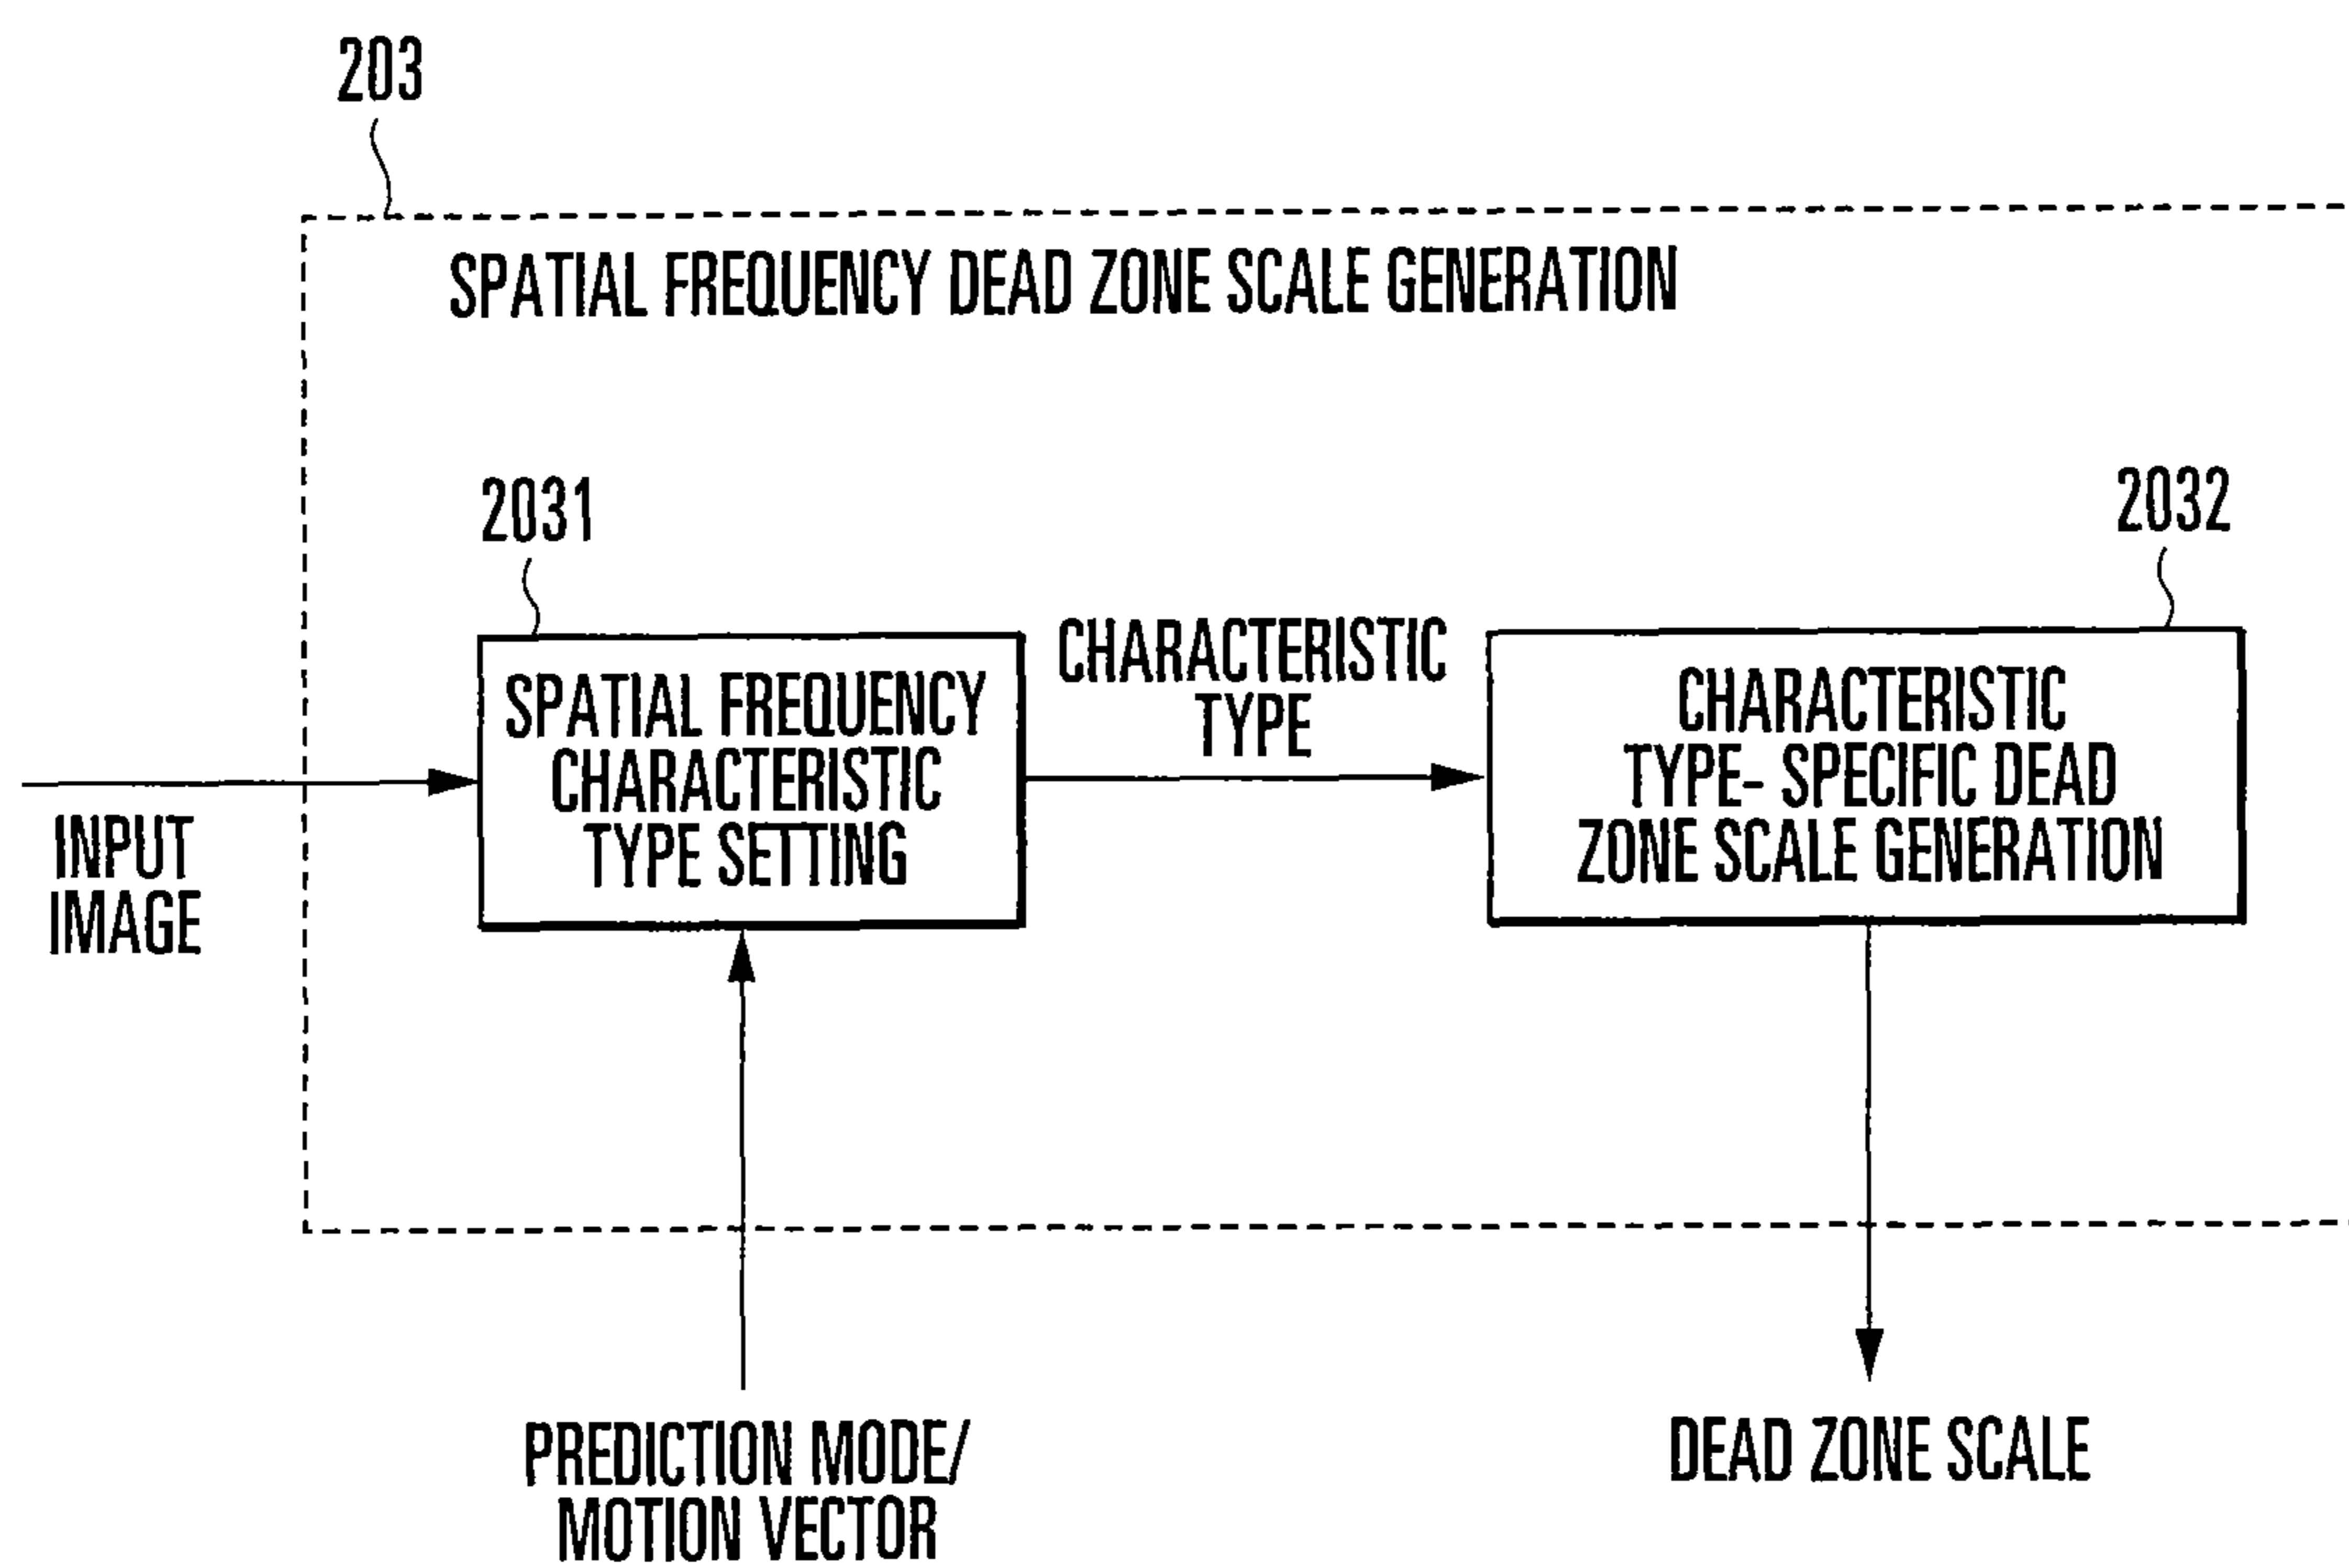 203
SPATIAL FREQUENCY DEAD ZONE SCALE GENERATION
2031
2032
SPATIAL FREQUENCY
CHARACTERISTIC
TYPE SETTING
CHARACTERISTIC
TYPE
CHARACTERISTIC
TYPE- SPECIFIC DEAD
ZONE SCALE GENERATION
INPUT
IMAGE
PREDICTION MODE/
MOTION VECTOR
DEAD ZONE SCALE